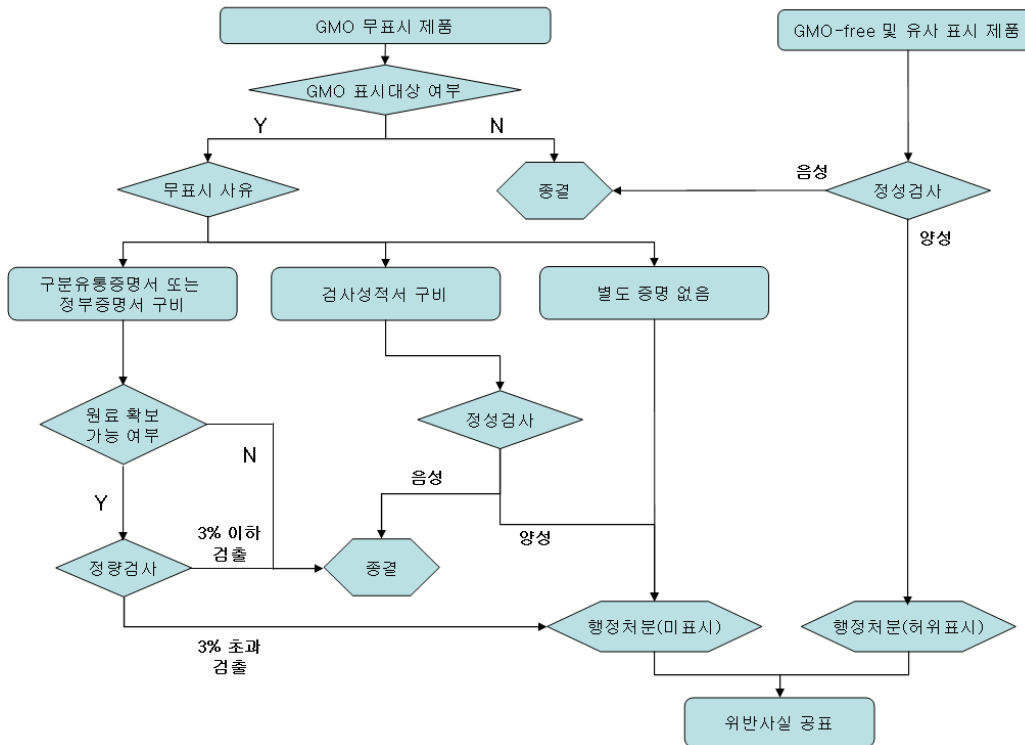 GMO 무표시 제품
GMO-free 및 유사 표시 제품
GMO 표시대상 여부
Y
N
무표시 사유
종결
음성
정성검사
양성
구분유통증명서 또는
정부증명서 구비
검사성적서 구비
별도 증명 없음
원료 확보
가능 여부
N
정성검사
음성
양성
Y
3% 이하
검출
정량검사
종결
3% 초과
검출
행정처분(미표시)
행정처분(허위표시)
위반사실 공표